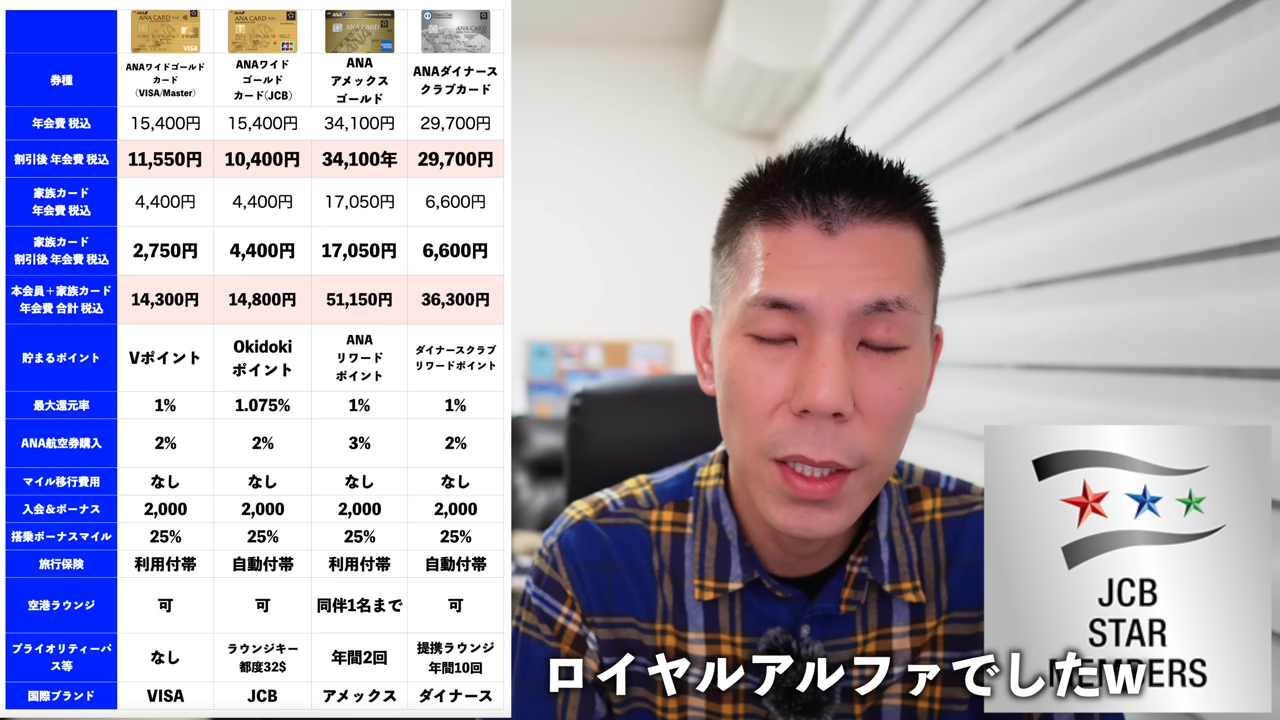 券種
ANAワイドゴールド
カード
(VISA/Master)
ANAワイド
ゴールド
カード(JCB)
ANA
アメックス
ゴールド
ANAダイナース
クラブカード
年会費 税込
15,400円
15,400円
34,100円
29,700円
割引後 年会費 税込
11,550円
10,400円
34,100年
29,700円
家族カード
年会費 税込
4,400円
4,400円
17,050円
6,600円
家族カード
割引後 年会費 税込
2,750円
4,400円
17,050円
6,600円
本会員+家族カード
年会費 合計 税込
14,300円
14,800円
51,150円
36,300円
貯まるポイント
Vポイント
Okidoki
ポイント
ANA
リワード
ポイント
ダイナースクラブ
リワードポイント
最大還元率
1%
1.075%
1%
1%
ANA航空券購入
2%
2%
3%
2%
マイル移行費用
なし
なし
なし
なし
入会&ボーナス
2,000
2,000
2,000
2,000
搭乗ボーナスマイル
25%
25%
25%
25%
旅行保険
利用付帯
自動付帯
利用付帯
自動付帯
空港ラウンジ
可
可
同伴1名まで
可
プライオリティーパ
ス等
なし
ラウンジキー
都度32$
年間2回
提携ラウンジ
年間10回
国際ブランド
VISA
JCB
アメックス
ダイナース
JCB
STAR
MEMBERS
ロイヤルアルファでしたw